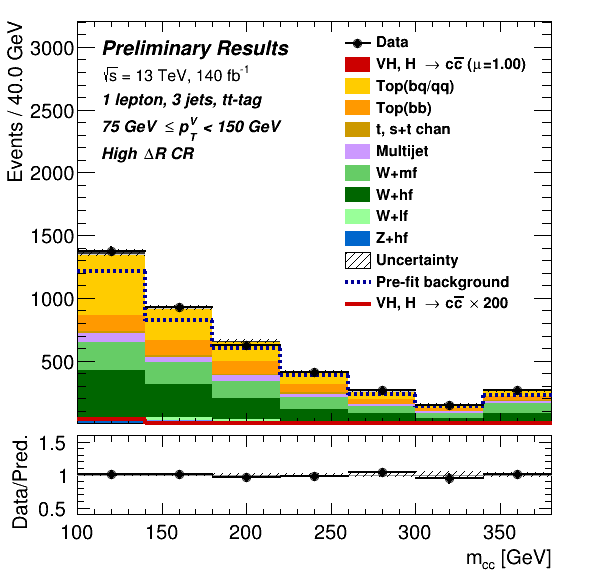 Events / 40.0 GeV
3000
2500
2000
1500
1000
500
Preliminary Results
√s = 13 TeV, 140 fb⁻¹
1 lepton, 3 jets, tt-tag
75 GeV ≤ p_T^V < 150 GeV
High ΔR CR
Data
VH, H → cc̅ (μ=1.00)
Top(bq/qq)
Top(bb)
t, s+t chan
Multijet
W+mf
W+hf
W+lf
Z+hf
Uncertainty
Pre-fit background
VH, H → cc̅ × 200
Data/Pred.
1.5
1
0.5
100 150 200 250 300 350
m_cc [GeV]